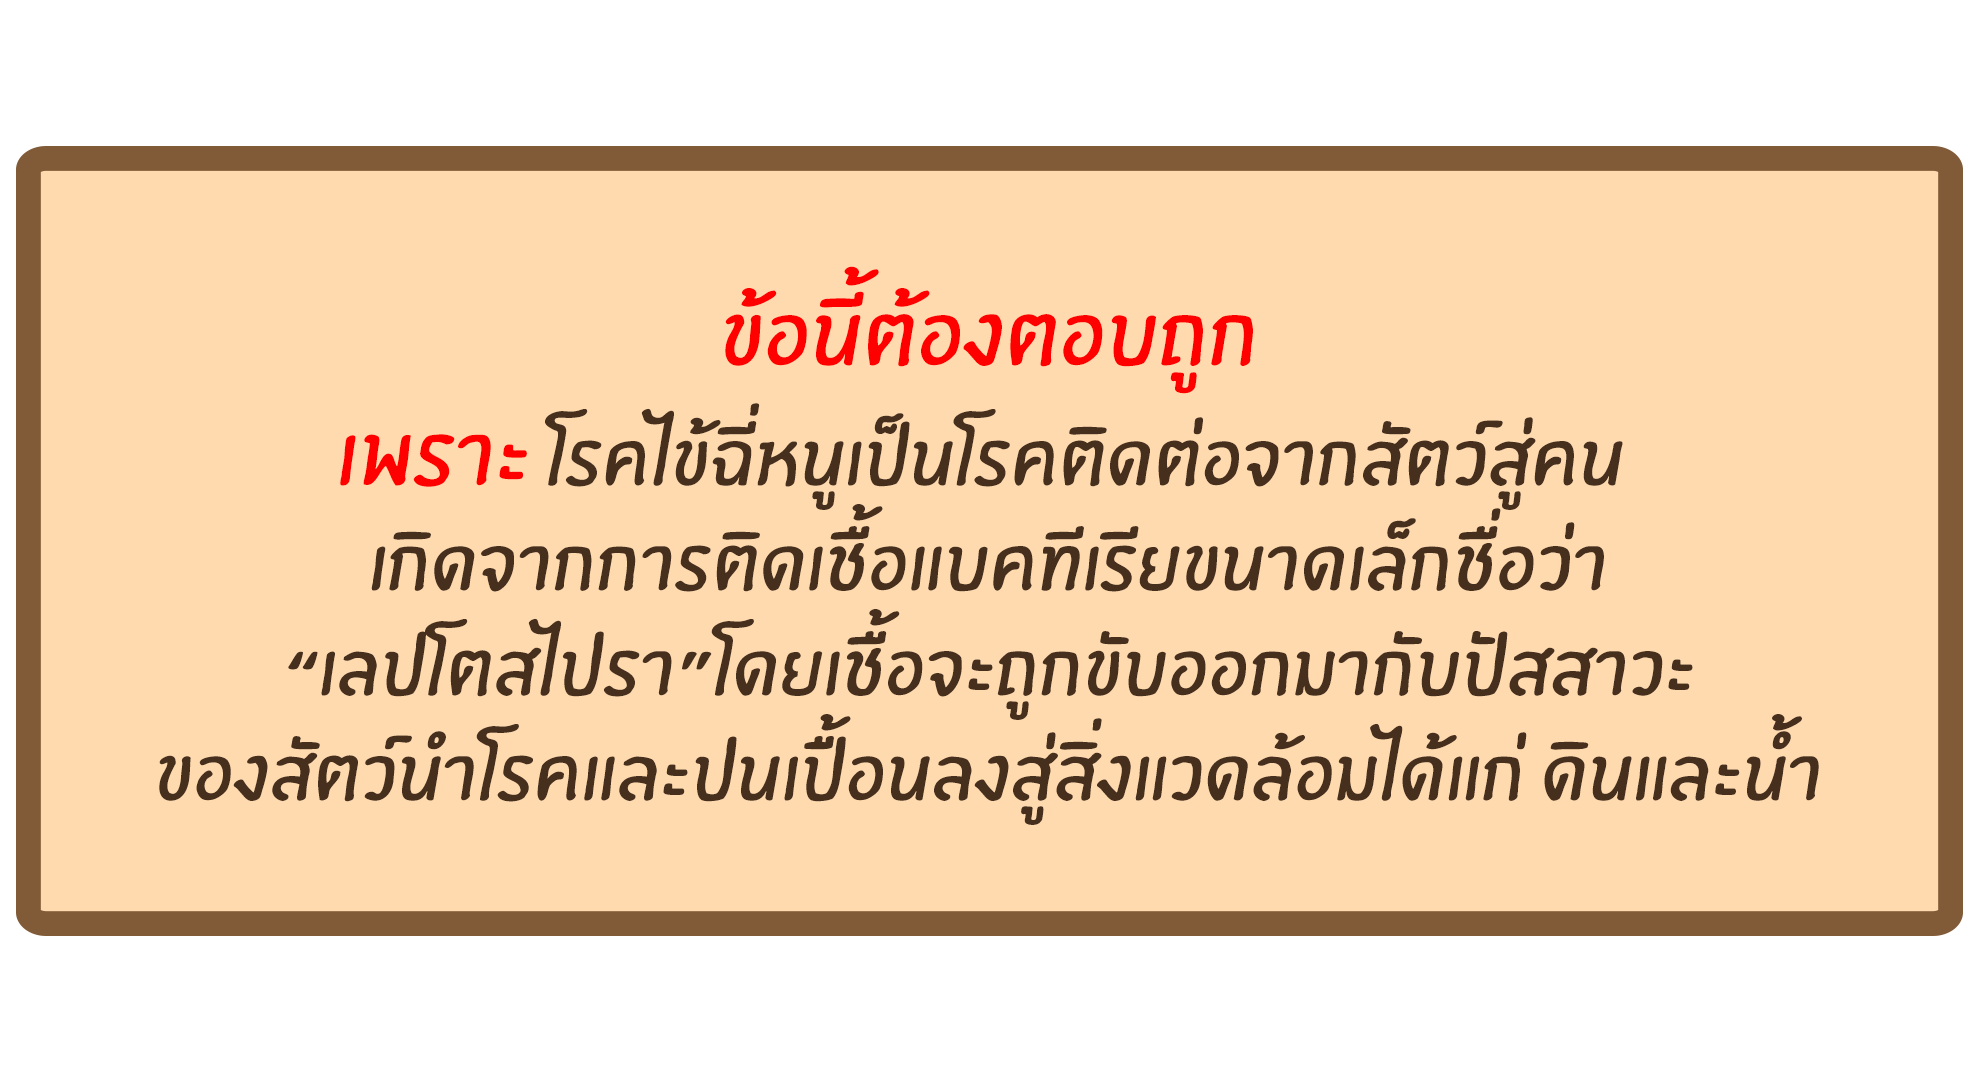 ข้อนี้ต้องตอบถูก
เพราะ โรคไข้ฉี่หนูเป็นโรคติดต่อจากสัตว์สู่คน
เกิดจากการติดเชื้อแบคทีเรียขนาดเล็กชื่อว่า
“เลปโตสไปรา”โดยเชื้อจะถูกขับออกมากับปัสสาวะ
ของสัตว์นำโรคและปนเปื้อนลงสู่สิ่งแวดล้อมได้แก่ ดินและน้ำ